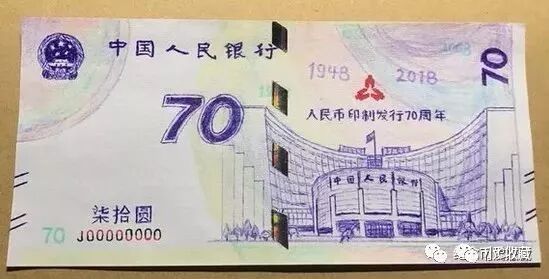 中国人民银行
1948 2018
2018
70
70
人民币印制发行70周年
中国人民银行
柒拾圆
70 J00000000